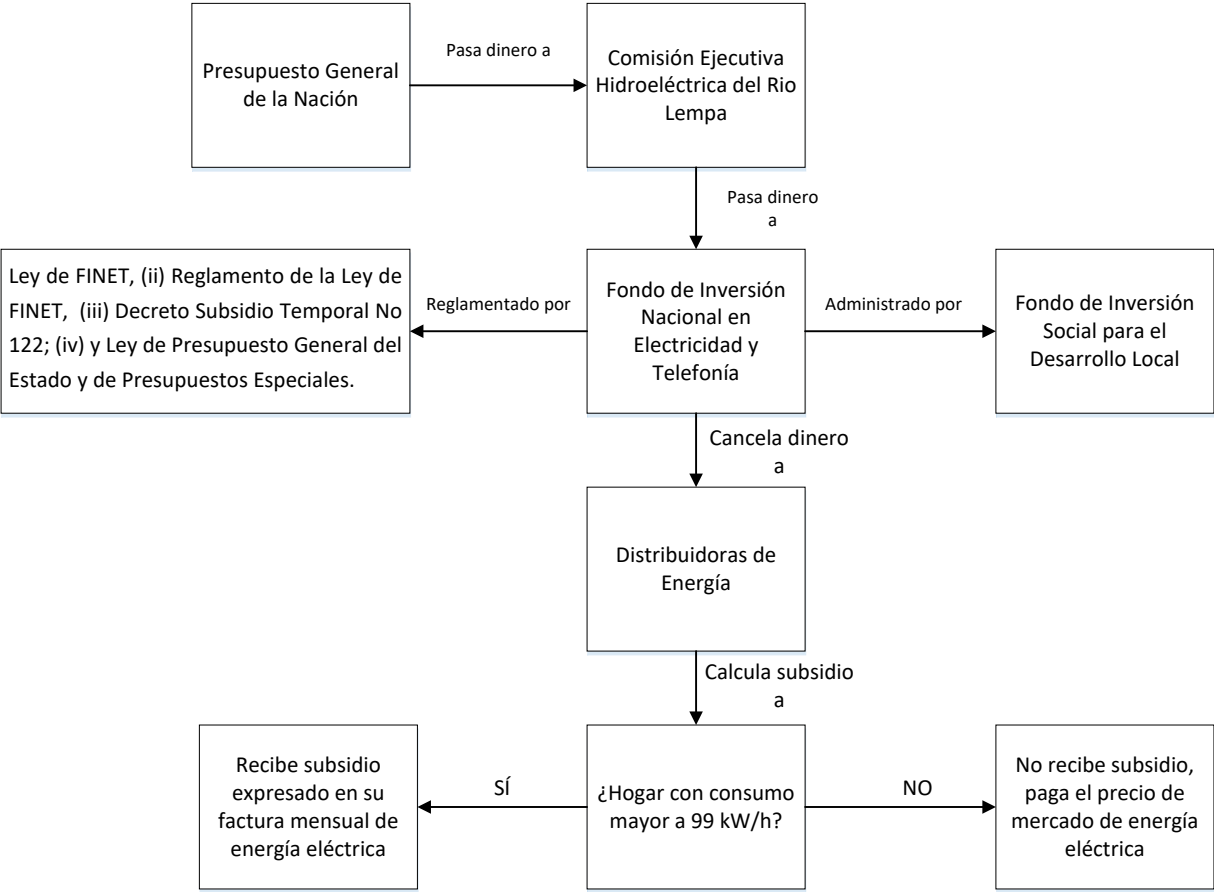 Presupuesto General
de la Nación
Pasa dinero a
Comisión Ejecutiva
Hidroeléctrica del Rio
Lempa
Pasa dinero
a
Ley de FINET, (ii) Reglamento de la Ley de
FINET, (iii) Decreto Subsidio Temporal No
122; (iv) y Ley de Presupuesto General del
Estado y de Presupuestos Especiales.
Reglamentado por
Fondo de Inversión
Nacional en
Electricidad y
Telefonía
Administrado por
Fondo de Inversión
Social para el
Desarrollo Local
Cancela dinero
a
Distribuidoras de
Energía
Calcula subsidio
a
Recibe subsidio
expresado en su
factura mensual de
energía eléctrica
SÍ
¿Hogar con consumo
mayor a 99 kW/h?
NO
No recibe subsidio,
paga el precio de
mercado de energía
eléctrica